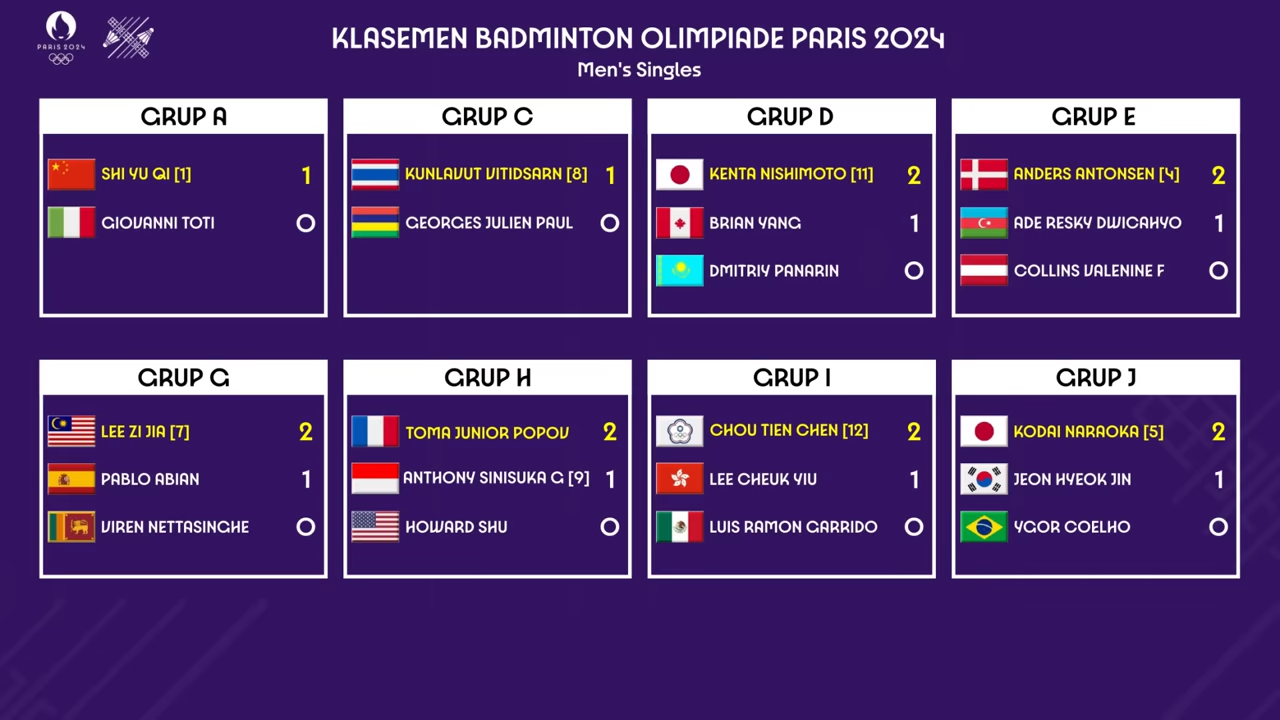 PARIS 2024
KLASEMEN BADMINTON OLIMPIADE PARIS 2024
Men's Singles
GRUP A
SHI YU QI [1] 1
GIOVANNI TOTI 0
GRUP C
KUNLAVUT VITIDSARN [8] 1
GEORGES JULIEN PAUL 0
GRUP D
KENTA NISHIMOTO [11] 2
BRIAN YANG 1
DMITRIY PANARIN 0
GRUP E
ANDERS ANTONSEN [4] 2
ADE RESKY DWICAHYO 1
COLLINS VALENINE F 0
GRUP G
LEE ZI JIA [7] 2
PABLO ABIAN 1
VIREN NETTASINGHE 0
GRUP H
TOMA JUNIOR POPOV 2
ANTHONY SINISUKA G [9] 1
HOWARD SHU 0
GRUP I
CHOU TIEN CHEN [12] 2
LEE CHEUK YIU 1
LUIS RAMON GARRIDO 0
GRUP J
KODAI NARAOKA [5] 2
JEON HYEOK JIN 1
YGOR COELHO 0